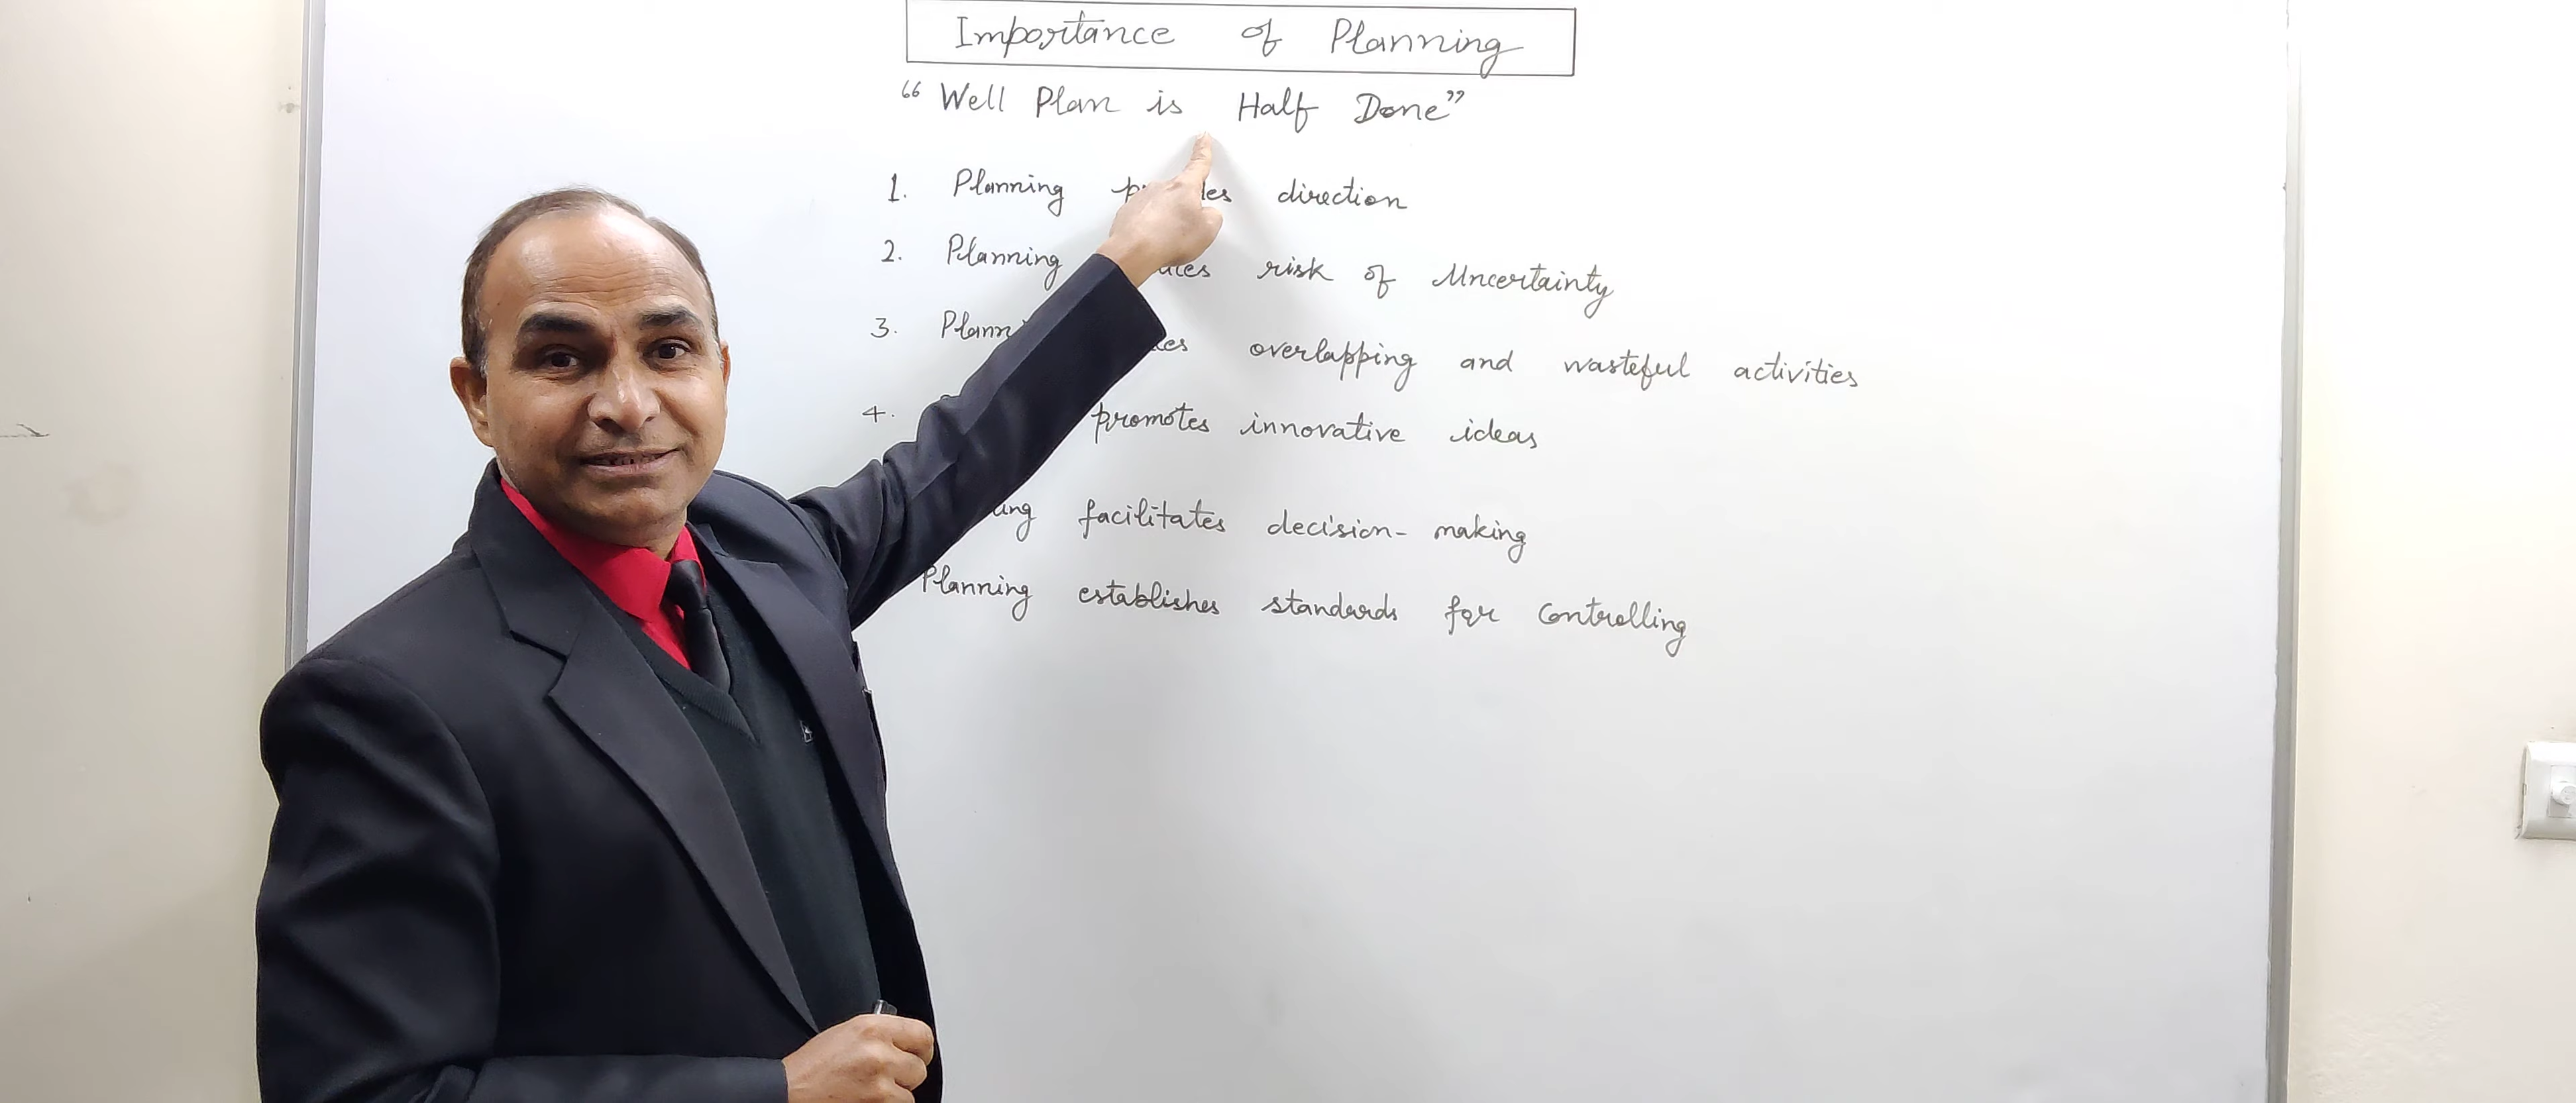 Importance of Planning
“Well Plan is Half Done”
1. Planning direction
2. Planning risk of Uncertainty
3. overlapping and wasteful activities
4. promotes innovative ideas
facilitates decision-making
Planning establishes standards for Controlling